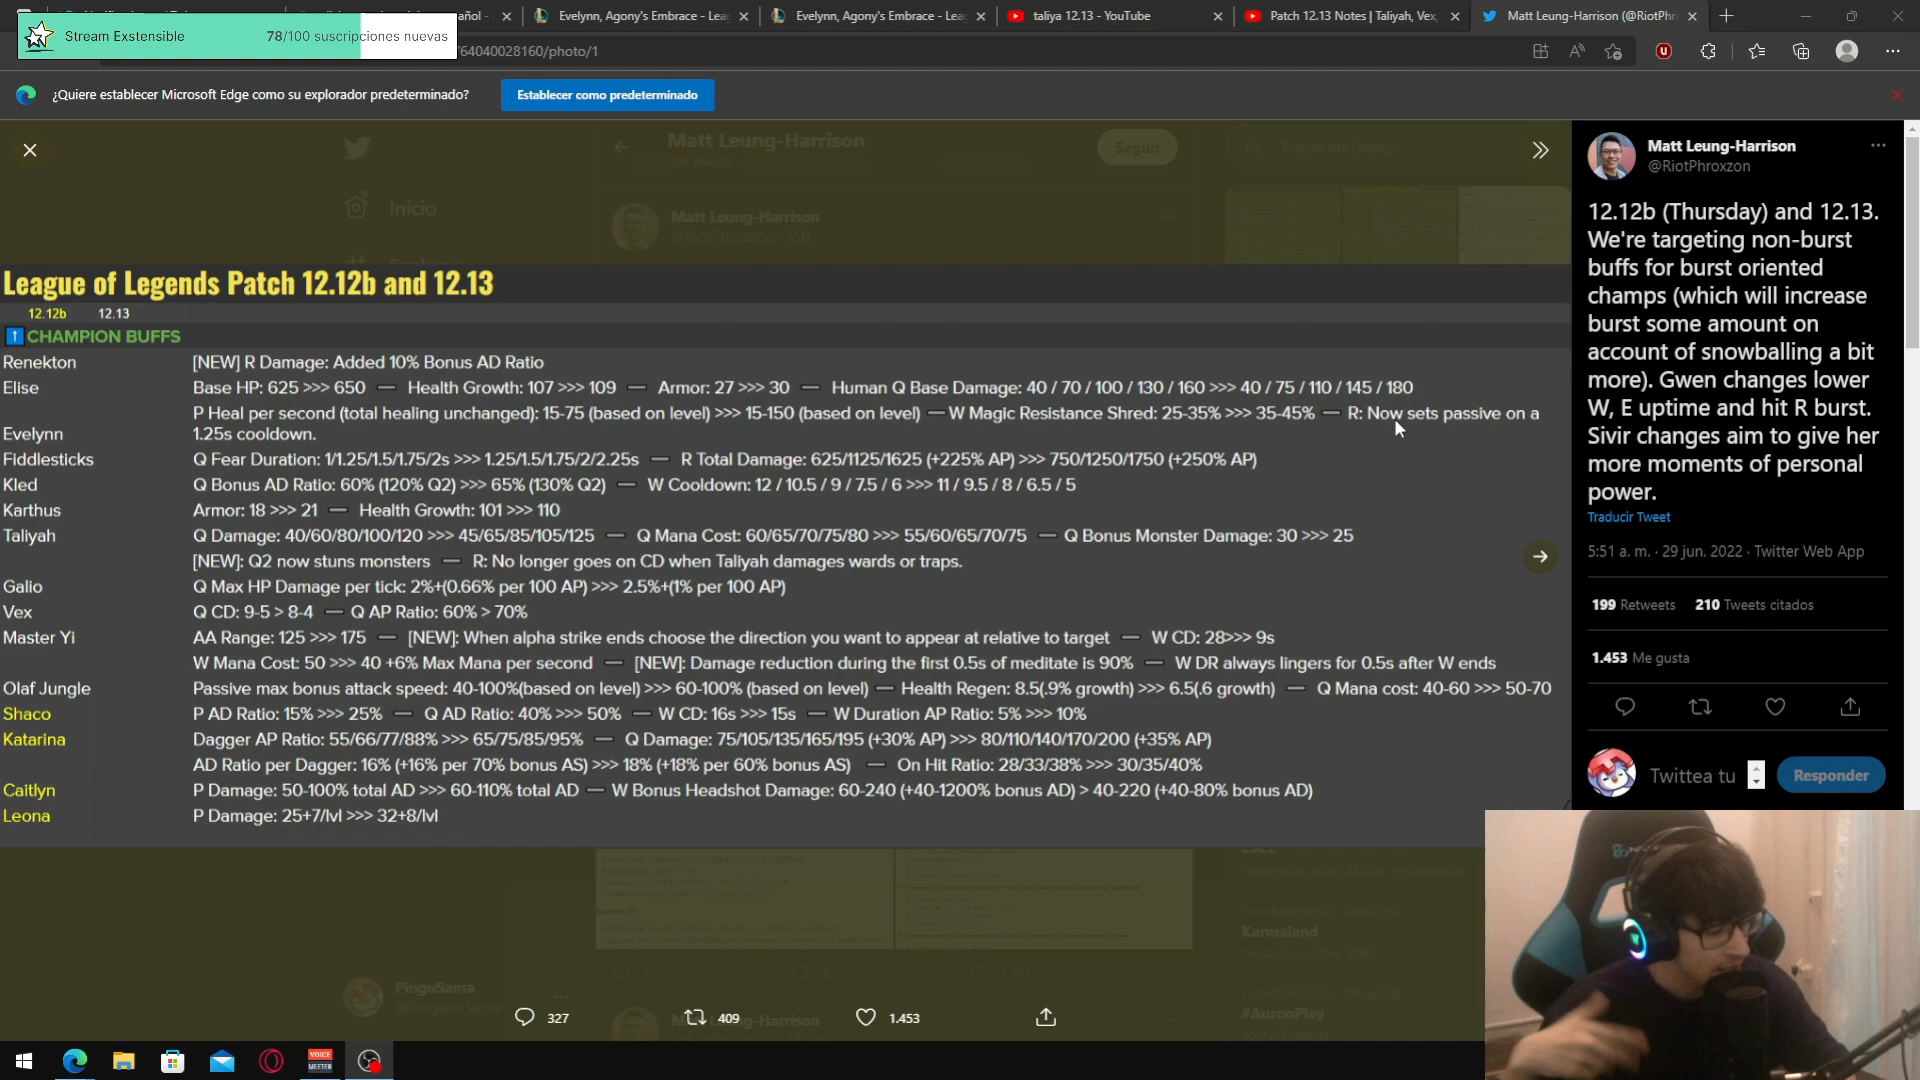 Evelynn, Agony's Embrace - Lea
Evelynn, Agony's Embrace - Leag
taliya 12.13 - YouTube
Patch 12.13 Notes | Taliyah, Vex,
Matt Leung-Harrison (@RiotPhr
Stream Exstensible
78/100 suscripciones nuevas
64040028160/photo/1
¿Quiere establecer Microsoft Edge como su explorador predeterminado?
Establecer como predeterminado
Matt Leung-Harrison
Seguir
Buscar en Twitter
Inicio
Matt Leung-Harrison
@RiotPhroxzon · 15h
League of Legends Patch 12.12b and 12.13
12.12b 12.13
CHAMPION BUFFS
Renekton [NEW] R Damage: Added 10% Bonus AD Ratio
Elise Base HP: 625 >>> 650 — Health Growth: 107 >>> 109 — Armor: 27 >>> 30 — Human Q Base Damage: 40 / 70 / 100 / 130 / 160 >>> 40 / 75 / 110 / 145 / 180
P Heal per second (total healing unchanged): 15-75 (based on level) >>> 15-150 (based on level) — W Magic Resistance Shred: 25-35% >>> 35-45% — R: Now sets passive on a
Evelynn 1.25s cooldown.
Fiddlesticks Q Fear Duration: 1/1.25/1.5/1.75/2s >>> 1.25/1.5/1.75/2/2.25s — R Total Damage: 625/1125/1625 (+225% AP) >>> 750/1250/1750 (+250% AP)
Kled Q Bonus AD Ratio: 60% (120% Q2) >>> 65% (130% Q2) — W Cooldown: 12 / 10.5 / 9 / 7.5 / 6 >>> 11 / 9.5 / 8 / 6.5 / 5
Karthus Armor: 18 >>> 21 — Health Growth: 101 >>> 110
Taliyah Q Damage: 40/60/80/100/120 >>> 45/65/85/105/125 — Q Mana Cost: 60/65/70/75/80 >>> 55/60/65/70/75 — Q Bonus Monster Damage: 30 >>> 25
[NEW]: Q2 now stuns monsters — R: No longer goes on CD when Taliyah damages wards or traps.
Galio Q Max HP Damage per tick: 2%+(0.66% per 100 AP) >>> 2.5%+(1% per 100 AP)
Vex Q CD: 9-5 > 8-4 — Q AP Ratio: 60% > 70%
Master Yi AA Range: 125 >>> 175 — [NEW]: When alpha strike ends choose the direction you want to appear at relative to target — W CD: 28>>> 9s
W Mana Cost: 50 >>> 40 +6% Max Mana per second — [NEW]: Damage reduction during the first 0.5s of meditate is 90% — W DR always lingers for 0.5s after W ends
Olaf Jungle Passive max bonus attack speed: 40-100%(based on level) >>> 60-100% (based on level) — Health Regen: 8.5(.9% growth) >>> 6.5(.6 growth) — Q Mana cost: 40-60 >>> 50-70
Shaco P AD Ratio: 15% >>> 25% — Q AD Ratio: 40% >>> 50% — W CD: 16s >>> 15s — W Duration AP Ratio: 5% >>> 10%
Katarina Dagger AP Ratio: 55/66/77/88% >>> 65/75/85/95% — Q Damage: 75/105/135/165/195 (+30% AP) >>> 80/110/140/170/200 (+35% AP)
AD Ratio per Dagger: 16% (+16% per 70% bonus AS) >>> 18% (+18% per 60% bonus AS) — On Hit Ratio: 28/33/38% >>> 30/35/40%
Caitlyn P Damage: 50-100% total AD >>> 60-110% total AD — W Bonus Headshot Damage: 60-240 (+40-1200% bonus AD) > 40-220 (+40-80% bonus AD)
Leona P Damage: 25+7/lvl >>> 32+8/lvl
Matt Leung-Harrison
@RiotPhroxzon
12.12b (Thursday) and 12.13.
We're targeting non-burst
buffs for burst oriented
champs (which will increase
burst some amount on
account of snowballing a bit
more). Gwen changes lower
W, E uptime and hit R burst.
Sivir changes aim to give her
more moments of personal
power.
Traducir Tweet
5:51 a. m. · 29 jun. 2022 · Twitter Web App
199 Retweets 210 Tweets citados
1.453 Me gusta
Twittea tu
Responder
Karmaland
#AuronPlay
PinguSama
@PinguuuSama
327 409 1.453
VOICE
MEETER